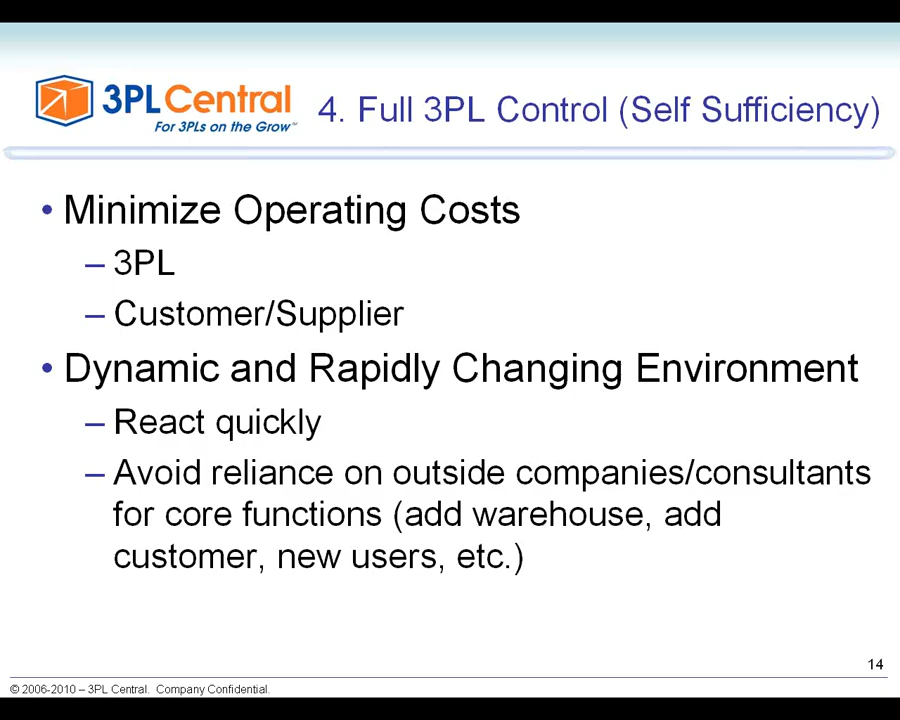 3PL Central
For 3PLs on the Grow™
4. Full 3PL Control (Self Sufficiency)
• Minimize Operating Costs
– 3PL
– Customer/Supplier
• Dynamic and Rapidly Changing Environment
– React quickly
– Avoid reliance on outside companies/consultants
for core functions (add warehouse, add
customer, new users, etc.)
14
© 2006-2010 – 3PL Central. Company Confidential.